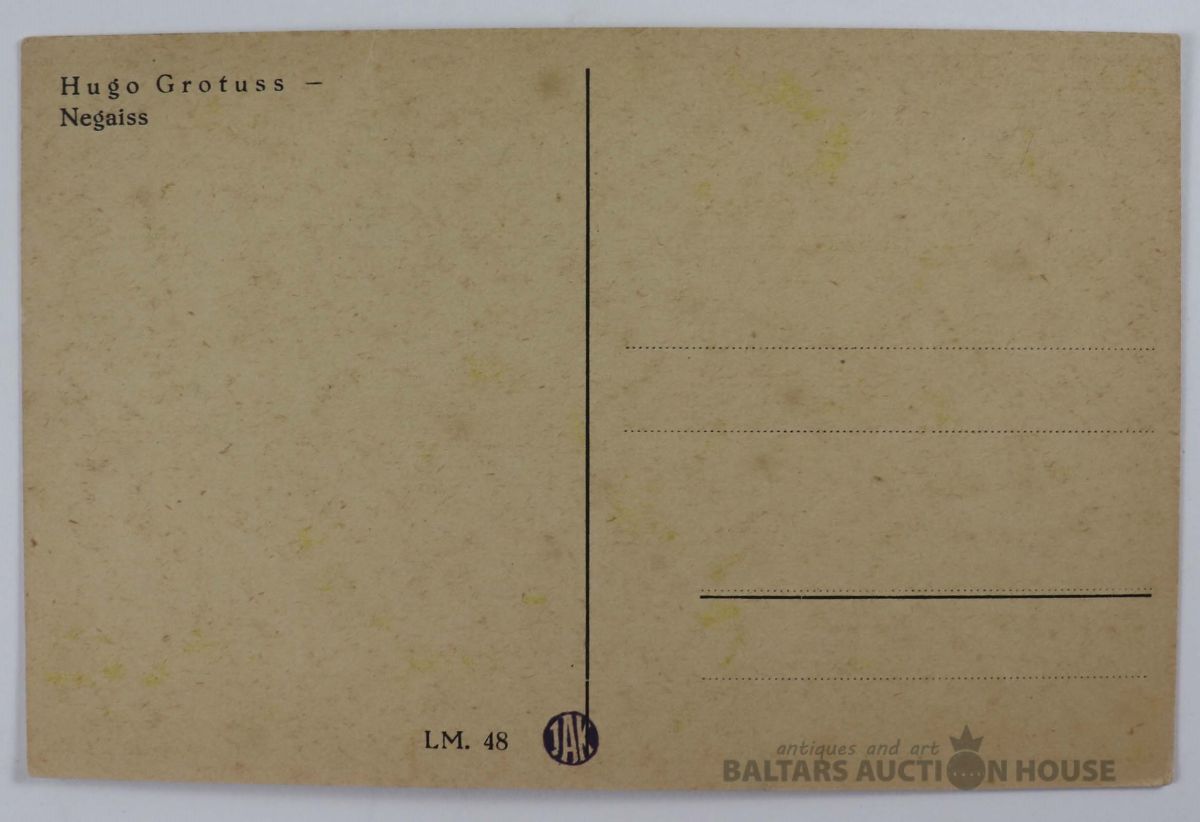 Hugo Grotuss –
Negaiss
LM. 48
JAK
antiques and art
BALTARS AUCTION HOUSE